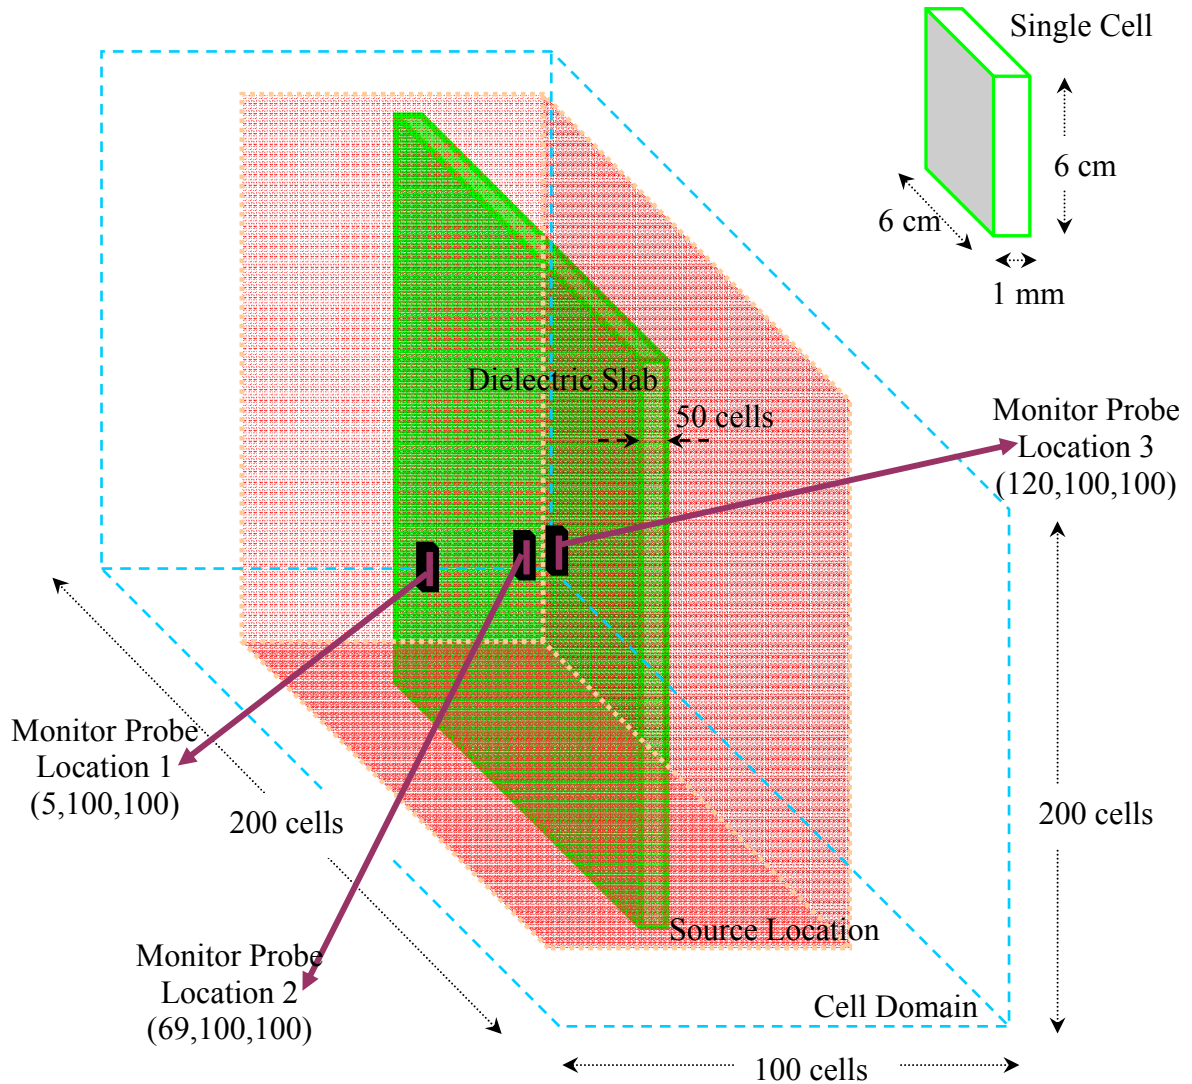 Single Cell
6 cm
6 cm
1 mm
Dielectric Slab
50 cells
Monitor Probe
Location 3
(120,100,100)
Monitor Probe
Location 1
(5,100,100)
200 cells
200 cells
Source Location
Monitor Probe
Location 2
(69,100,100)
Cell Domain
100 cells